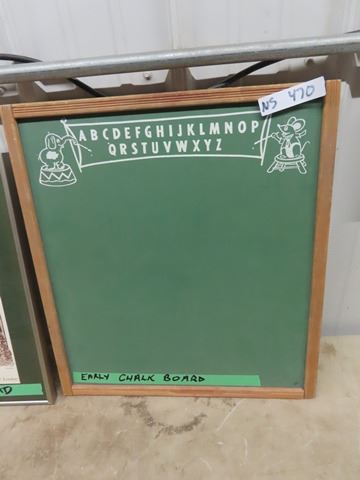 NS 470
ABCDEFGHIJKLMNOP
QRSTUVWXYZ
EARLY CHALK BOARD